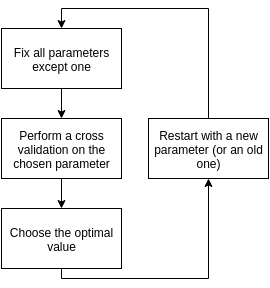 Fix all parameters
except one
Perform a cross
validation on the
chosen parameter
Restart with a new
parameter (or an old
one)
Choose the optimal
value